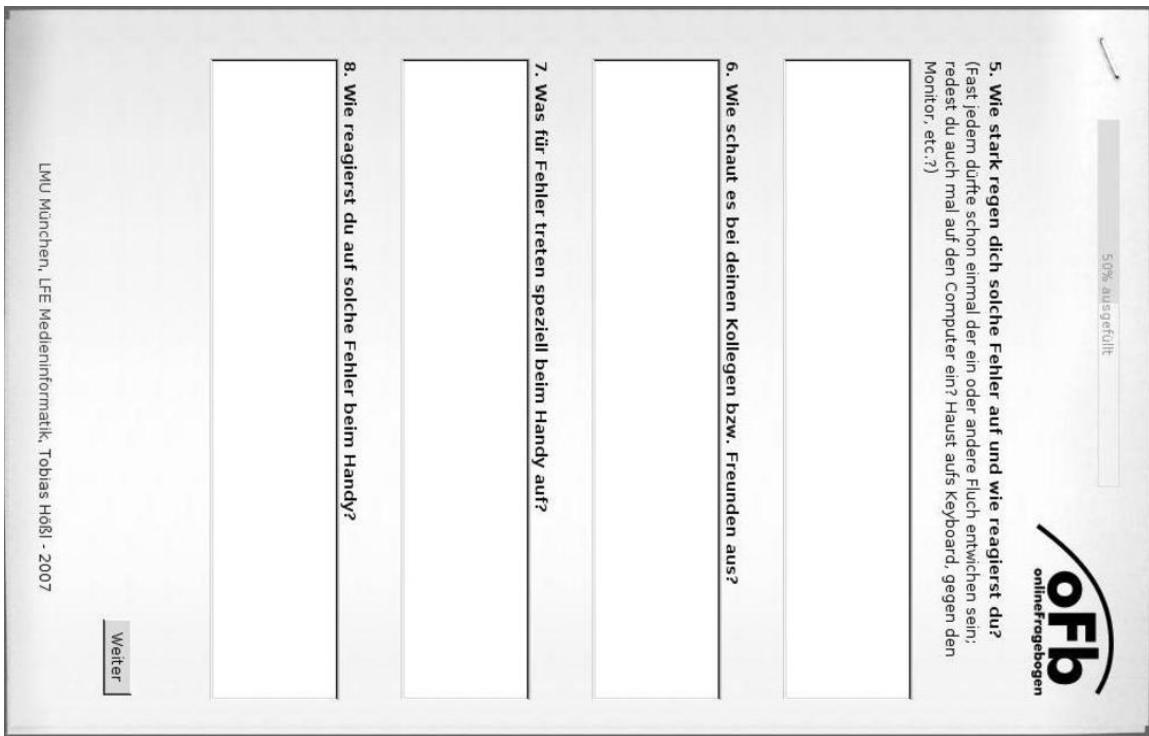 50% ausgefüllt
oFb
onlineFragebogen
5. Wie stark regen dich solche Fehler auf und wie reagierst du?
(Fast jedem dürfte schon einmal der ein oder andere Fluch entwichen sein;
redest du auch mal auf den Computer ein? Haust aufs Keyboard, gegen den
Monitor, etc.?)
6. Wie schaut es bei deinen Kollegen bzw. Freunden aus?
7. Was für Fehler treten speziell beim Handy auf?
8. Wie reagierst du auf solche Fehler beim Handy?
Weiter
LMU München, LFE Medieninformatik, Tobias Hößl - 2007